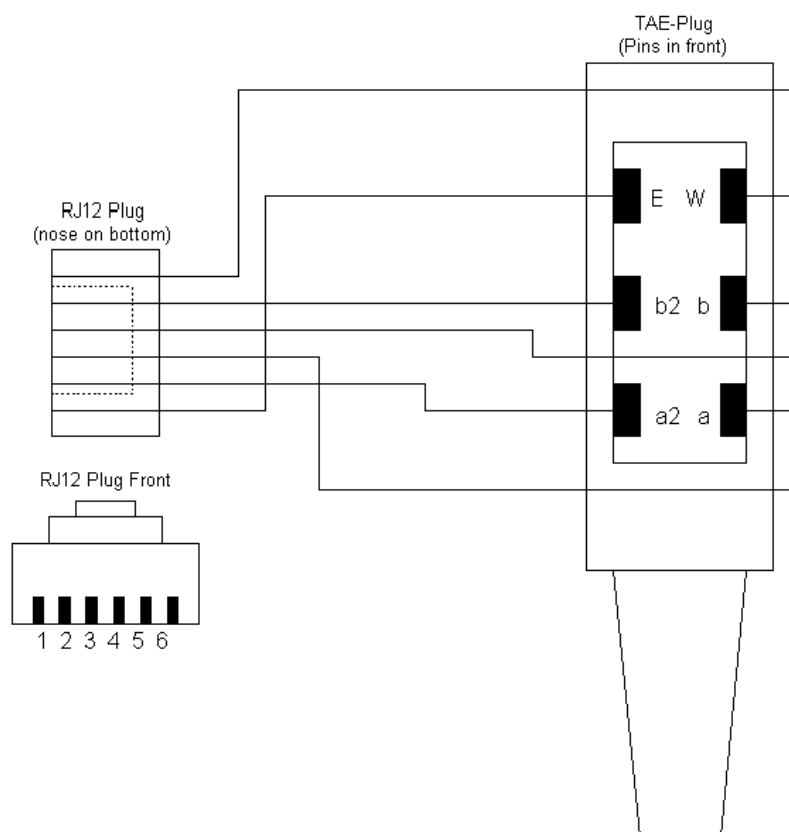 TAE-Plug
(Pins in front)
E W
RJ12 Plug
(nose on bottom)
b2 b
a2 a
RJ12 Plug Front
1 2 3 4 5 6